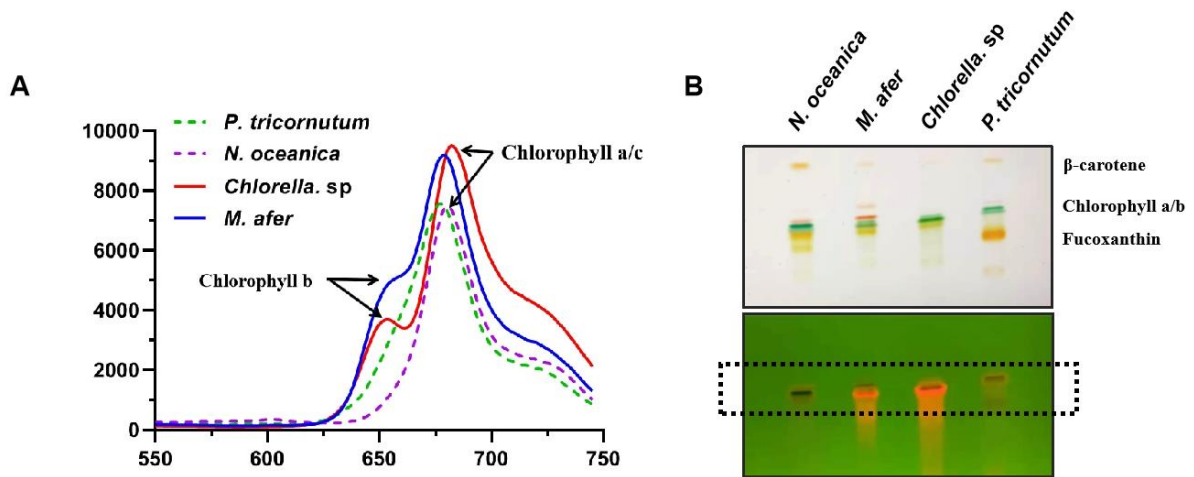 A
P. tricornutum
N. oceanica
Chlorella. sp
M. afer
10000
8000
6000
4000
2000
0
550
600
650
700
750
Chlorophyll a/c
Chlorophyll b
B
N. oceanica
M. afer
Chlorella. sp
P. tricornutum
β-carotene
Chlorophyll a/b
Fucoxanthin